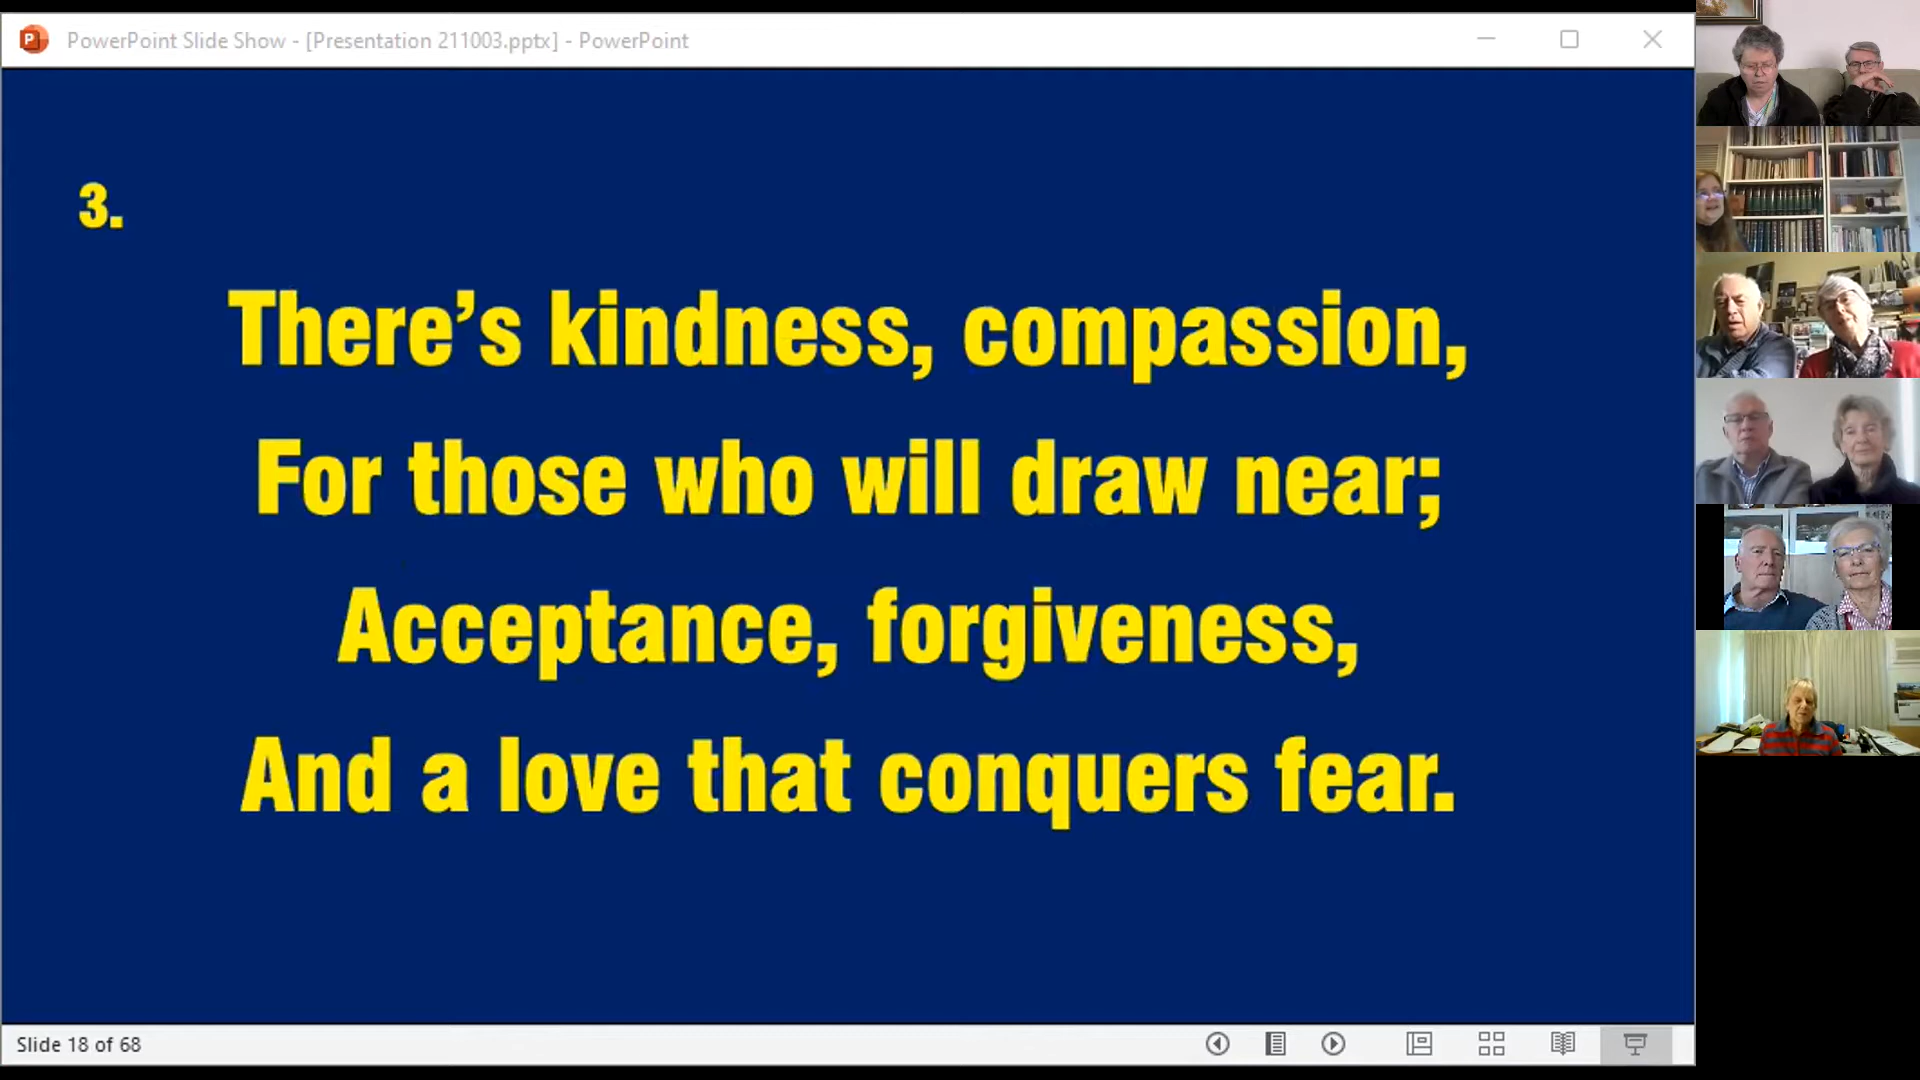 PowerPoint Slide Show - [Presentation 211003.pptx] - PowerPoint
3.
There’s kindness, compassion,
For those who will draw near;
Acceptance, forgiveness,
And a love that conquers fear.
Slide 18 of 68